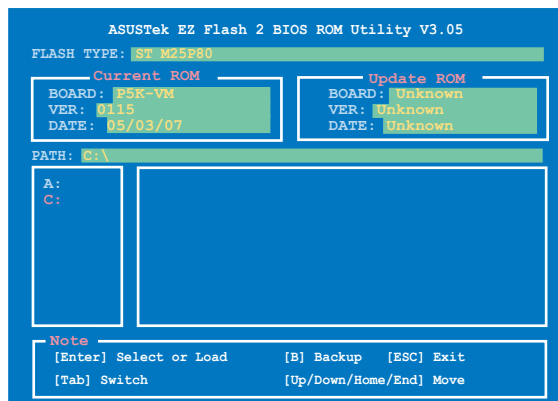 ASUSTek EZ Flash 2 BIOS ROM Utility V3.05
FLASH TYPE: ST M25P80
Current ROM
BOARD: P5K-VM
VER: 0115
DATE: 05/03/07
Update ROM
BOARD: Unknown
VER: Unknown
DATE: Unknown
PATH: C:\
A:
C:
Note
[Enter] Select or Load
[B] Backup
[ESC] Exit
[Tab] Switch
[Up/Down/Home/End] Move